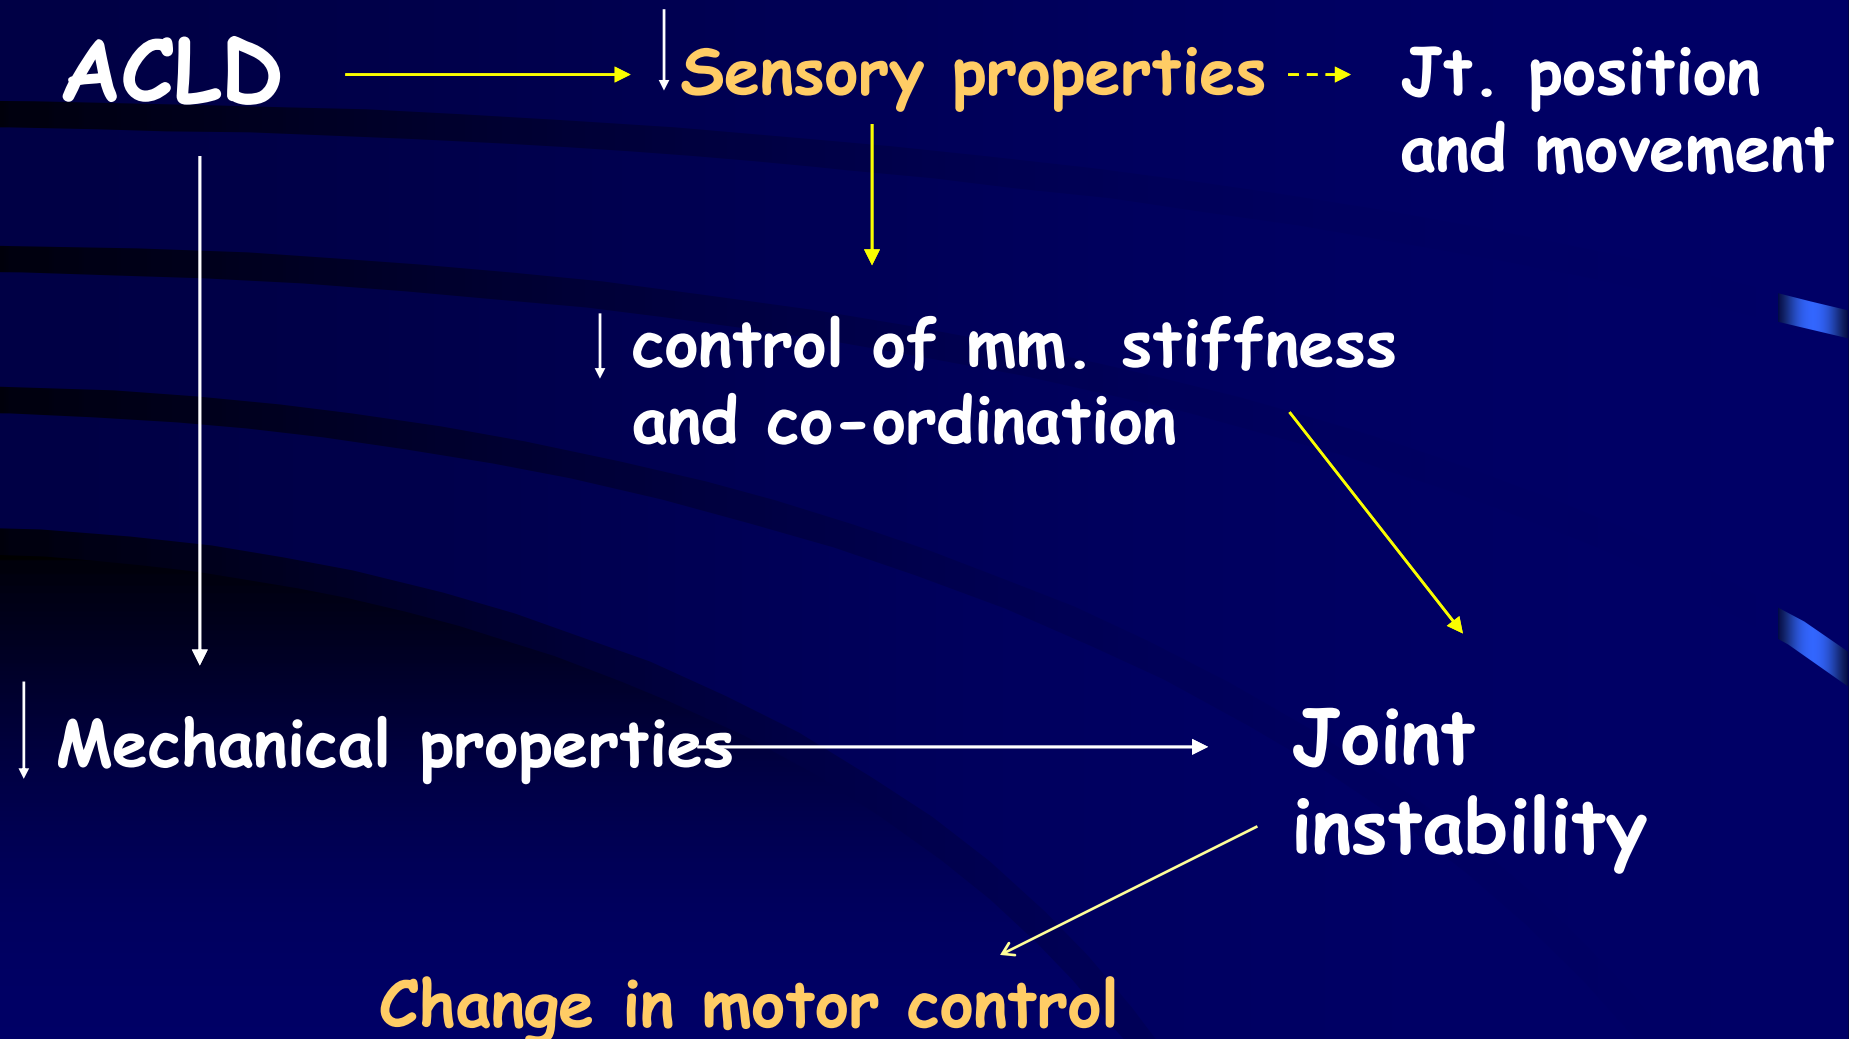 ACLD
Sensory properties
Jt. position
and movement
control of mm. stiffness
and co-ordination
Mechanical properties
Joint
instability
Change in motor control